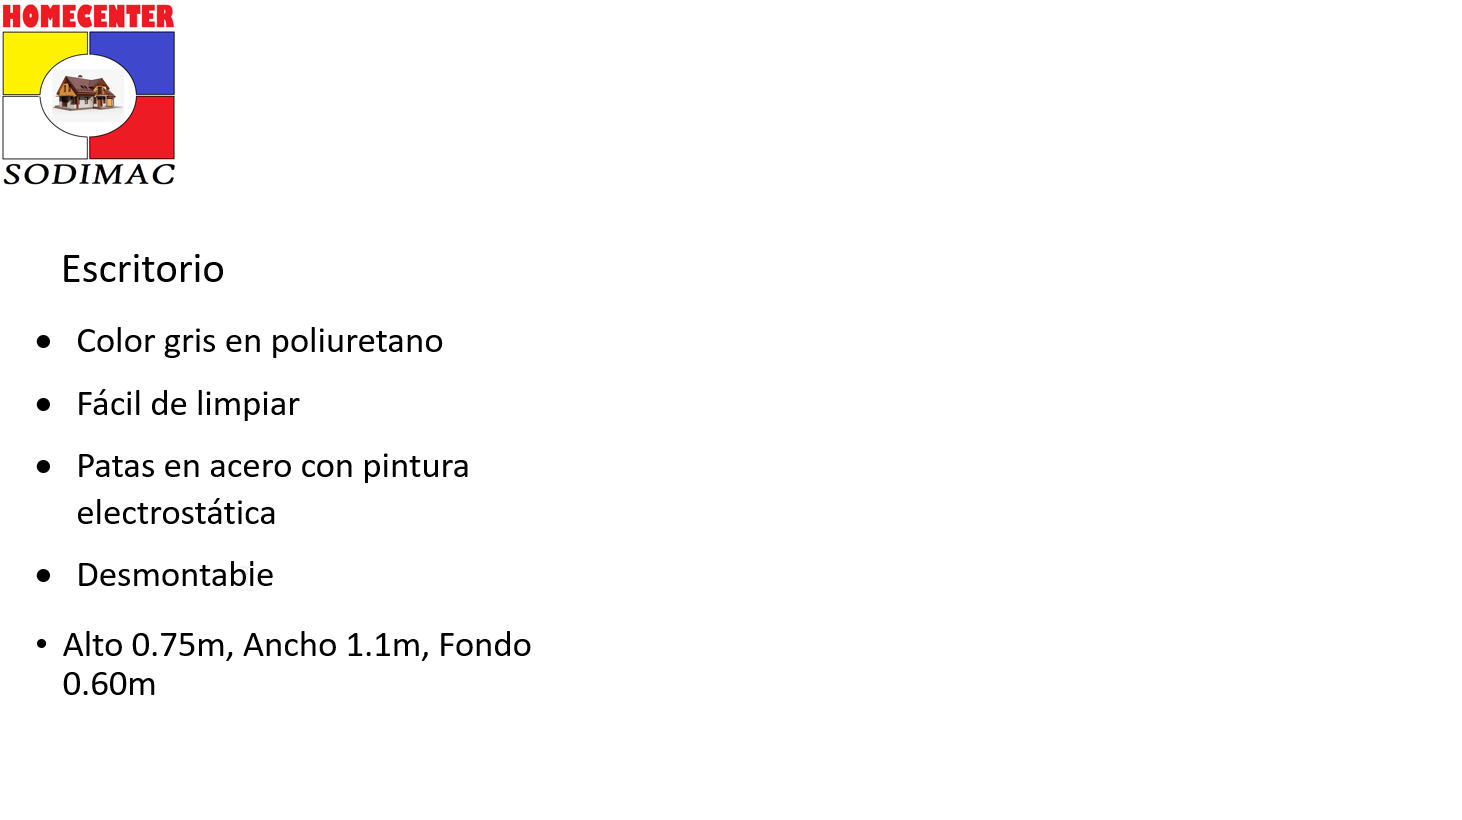 HOMECENTER
SODIMAC
Escritorio
• Color gris en poliuretano
• Fácil de limpiar
• Patas en acero con pintura
electrostática
• Desmontabie
• Alto 0.75m, Ancho 1.1m, Fondo
0.60m